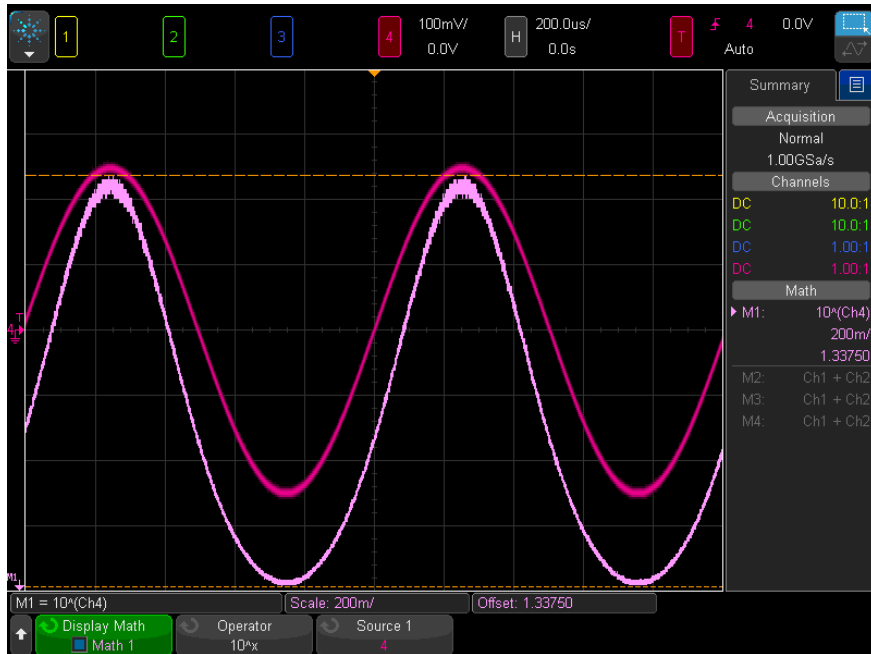 1 2 3 4 100mV/ 0.0V H 200.0us/ 0.0s T 4 0.0V Auto
Summary
Acquisition
Normal
1.00GSa/s
Channels
DC 10.0:1
DC 10.0:1
DC 1.00:1
DC 1.00:1
Math
M1: 10^(Ch4)
200m/
1.33750
M2: Ch1 + Ch2
M3: Ch1 + Ch2
M4: Ch1 + Ch2
T
4
M1
M1 = 10^(Ch4) Scale: 200m/ Offset: 1.33750
Display Math Operator Source 1
Math 1 10^x 4